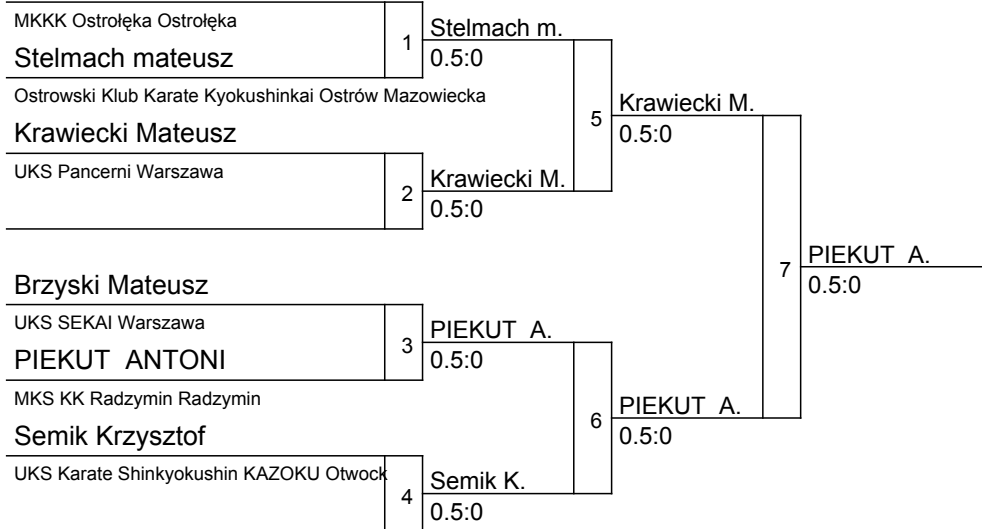 MKKK Ostrołęka Ostrołęka
1
Stelmach m.
Stelmach mateusz
0.5:0
Ostrowski Klub Karate Kyokushinkai Ostrów Mazowiecka
5
Krawiecki M.
Krawiecki Mateusz
0.5:0
UKS Pancerni Warszawa
2
Krawiecki M.
0.5:0
7
PIEKUT A.
0.5:0
Brzyski Mateusz
UKS SEKAI Warszawa
3
PIEKUT A.
PIEKUT ANTONI
0.5:0
MKS KK Radzymin Radzymin
6
PIEKUT A.
Semik Krzysztof
0.5:0
UKS Karate Shinkyokushin KAZOKU Otwock
4
Semik K.
0.5:0